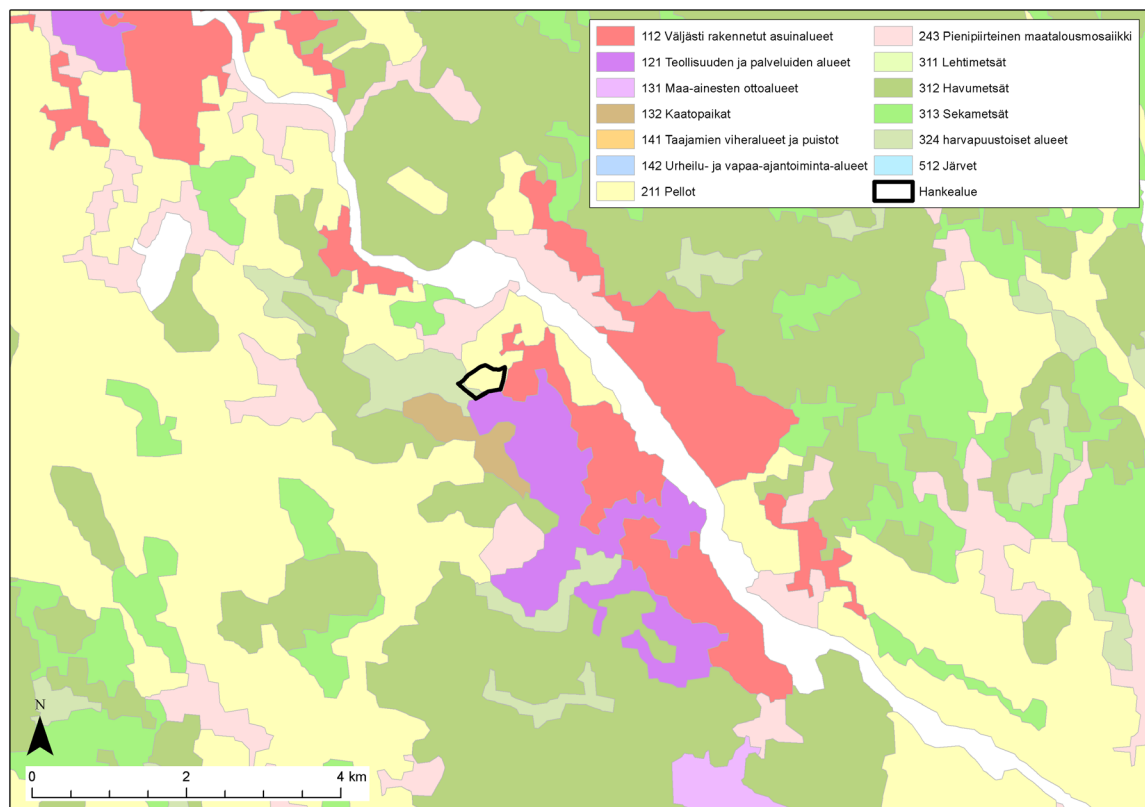 112 Väljästi rakennetut asuinalueet
121 Teollisuuden ja palveluiden alueet
131 Maa-ainesten ottoalueet
132 Kaatopaikat
141 Taajamien viheralueet ja puistot
142 Urheilu- ja vapaa-ajantoiminta-alueet
211 Pellot
243 Pienipiirteinen maatalousmosaiikki
311 Lehtimetsät
312 Havumetsät
313 Sekametsät
324 harvapuustoiset alueet
512 Järvet
Hankealue
N
0 2 4 km